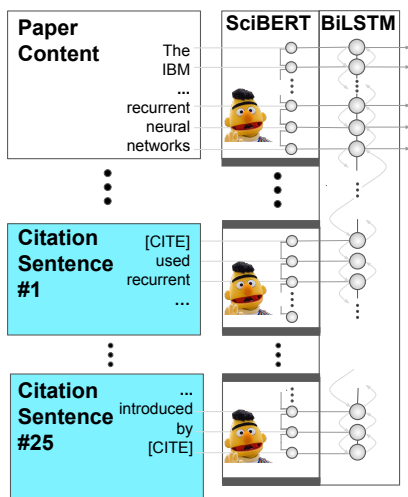 SciBERT BiLSTM
Paper
Content
The
IBM
...
recurrent
neural
networks
Citation
Sentence
#1
[CITE]
used
recurrent
...
Citation
Sentence
#25
...
introduced
by
[CITE]